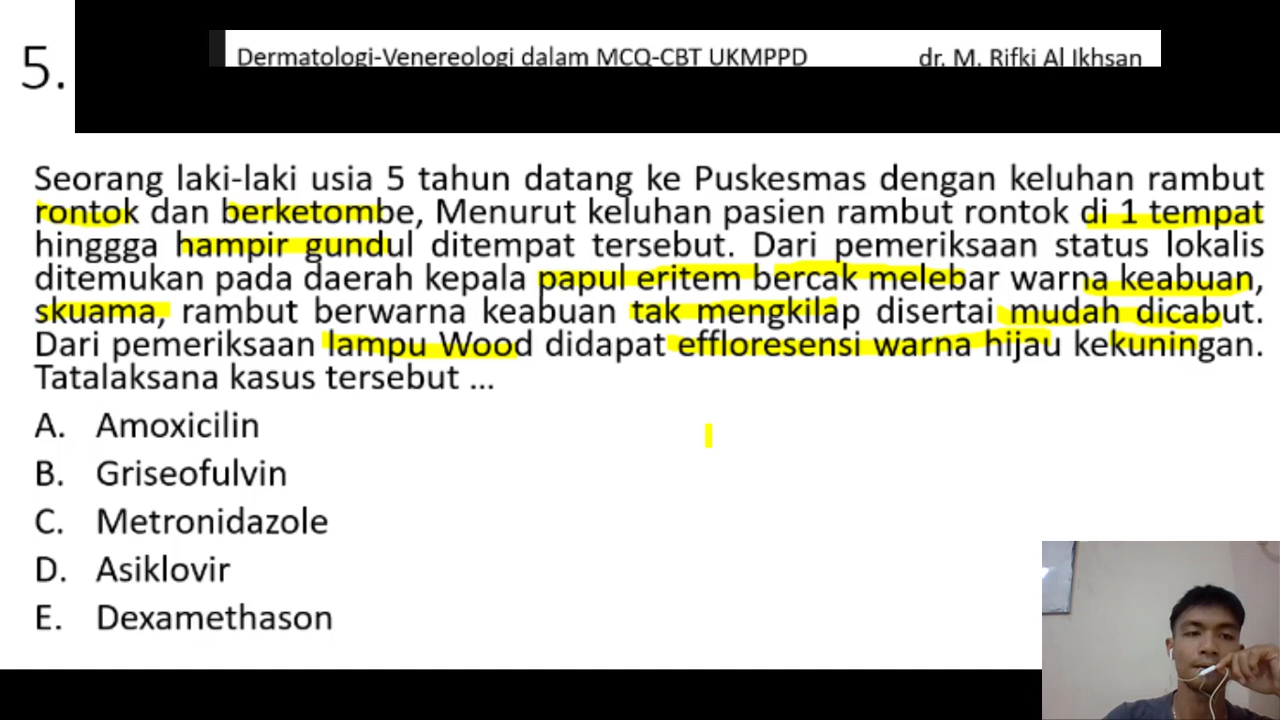 5.
Dermatologi-Venereologi dalam MCQ-CBT UKMPPD dr. M. Rifki Al Ikhsan
Seorang laki-laki usia 5 tahun datang ke Puskesmas dengan keluhan rambut
rontok dan berketombe, Menurut keluhan pasien rambut rontok di 1 tempat
hinggga hampir gundul ditempat tersebut. Dari pemeriksaan status lokalis
ditemukan pada daerah kepala papul eritem bercak melebar warna keabuan,
skuama, rambut berwarna keabuan tak mengkilap disertai mudah dicabut.
Dari pemeriksaan lampu Wood didapat effloresensi warna hijau kekuningan.
Tatalaksana kasus tersebut ...
A. Amoxicilin
B. Griseofulvin
C. Metronidazole
D. Asiklovir
E. Dexamethason